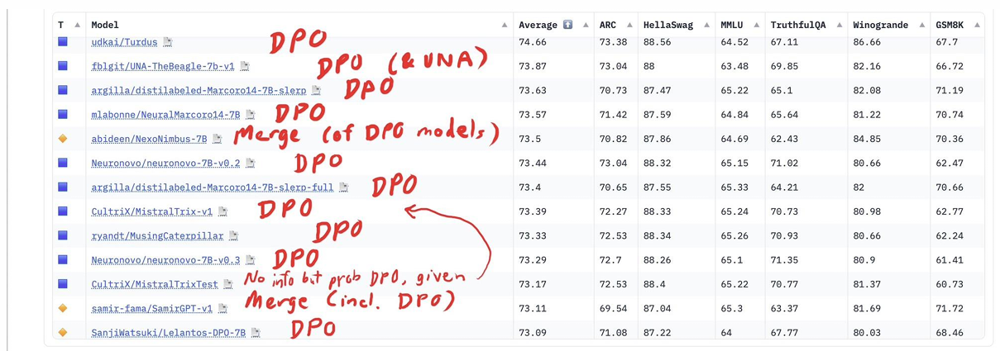 T Model Average ARC HellaSwag MMLU TruthfulQA Winogrande GSM8K
udkai/Turdus DPO 74.66 73.38 88.56 64.52 67.11 86.66 67.7
fblgit/UNA-TheBeagle-7b-v1 DPO (& UNA) 73.87 73.04 88 63.48 69.85 82.16 66.72
argilla/distilabeled-Marcoro14-7B-slerp DPO 73.63 70.73 87.47 65.22 65.1 82.08 71.19
mlabonne/NeuralMarcoro14-7B DPO 73.57 71.42 87.59 64.84 65.64 81.22 70.74
abideen/NexoNimbus-7B Merge (of DPO models) 73.5 70.82 87.86 64.69 62.43 84.85 70.36
Neuronovo/neuronovo-7B-v0.2 DPO 73.44 73.04 88.32 65.15 71.02 80.66 62.47
argilla/distilabeled-Marcoro14-7B-slerp-full DPO 73.4 70.65 87.55 65.33 64.21 82 70.66
CultriX/MistralTrix-v1 DPO 73.39 72.27 88.33 65.24 70.73 80.98 62.77
ryandt/MusingCaterpillar DPO 73.33 72.53 88.34 65.26 70.93 80.66 62.24
Neuronovo/neuronovo-7B-v0.3 DPO 73.29 72.7 88.26 65.1 71.35 80.9 61.41
CultriX/MistralTrixTest No info but prob DPO, given 73.17 72.53 88.4 65.22 70.77 81.37 60.73
samir-fama/SamirGPT-v1 Merge (incl. DPO) 73.11 69.54 87.04 65.3 63.37 81.69 71.72
SanjiWatsuki/Lelantos-DPO-7B DPO 73.09 71.08 87.22 64 67.77 80.03 68.46